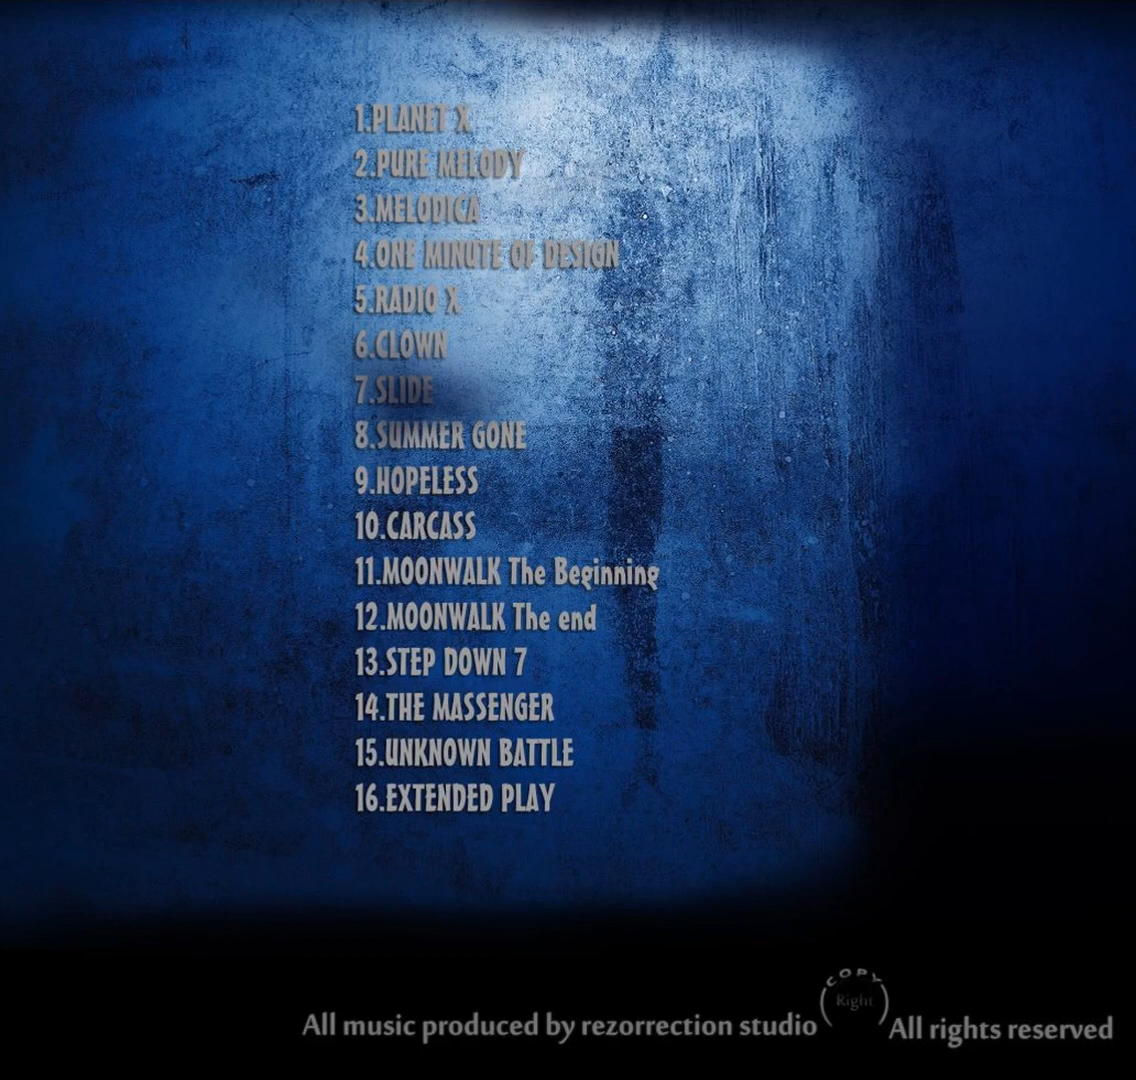 1.PLANET X
2.PURE MELODY
3.MELODICA
4.ONE MINUTE OF DESIGN
5.RADIO X
6.CLOWN
7.SLIDE
8.SUMMER GONE
9.HOPELESS
10.CARCASS
11.MOONWALK The Beginning
12.MOONWALK The end
13.STEP DOWN 7
14.THE MASSENGER
15.UNKNOWN BATTLE
16.EXTENDED PLAY
COPY
Right
All music produced by rezorrection studio
All rights reserved